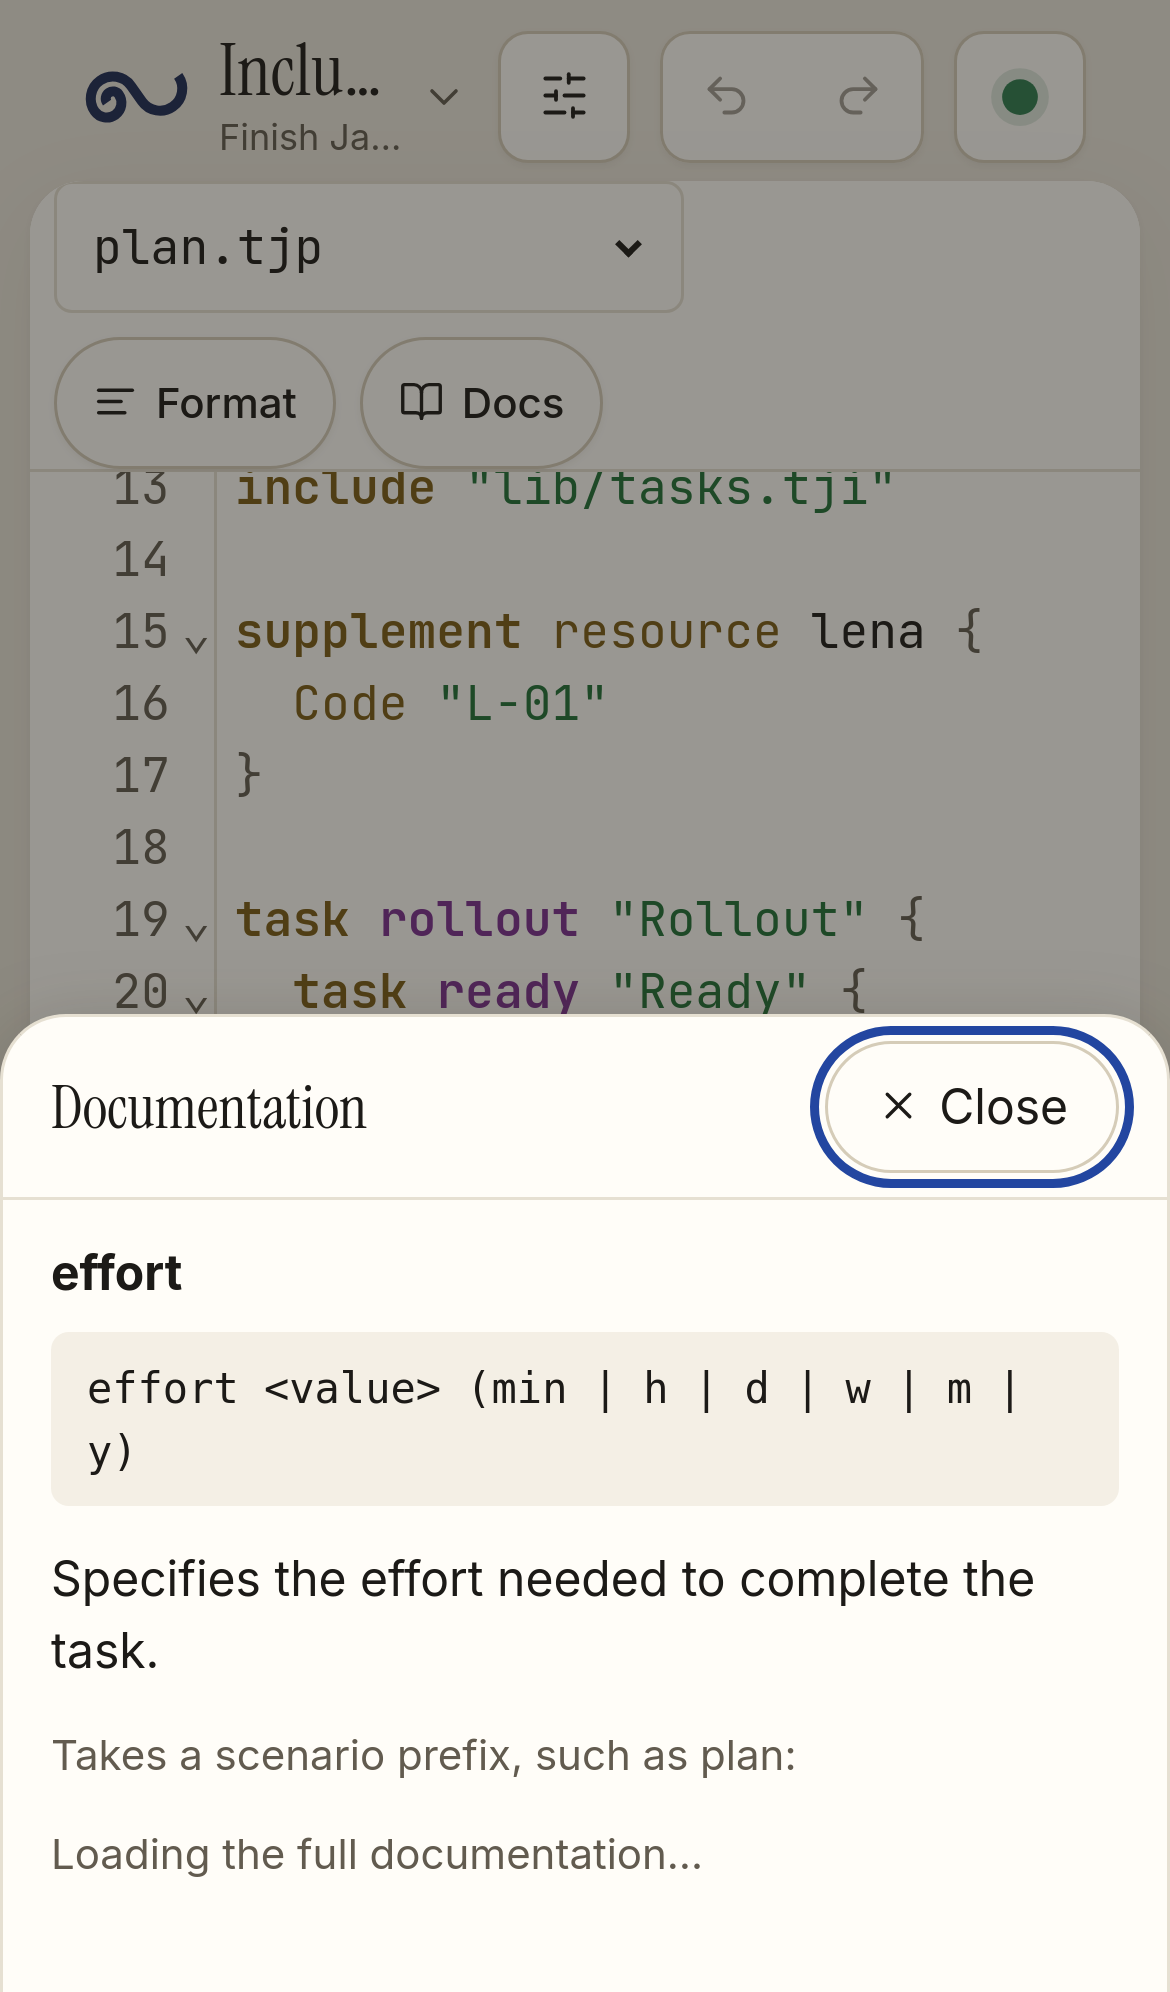 Inclu...
Finish Ja...
plan.tjp
Format
Docs
13 include "lib/tasks.tji"
14
15 supplement resource lena {
16 Code "L-01"
17 }
18
19 task rollout "Rollout" {
20 task ready "Ready" {
Documentation
Close
effort
effort <value> (min | h | d | w | m |
y)
Specifies the effort needed to complete the
task.
Takes a scenario prefix, such as plan:
Loading the full documentation...